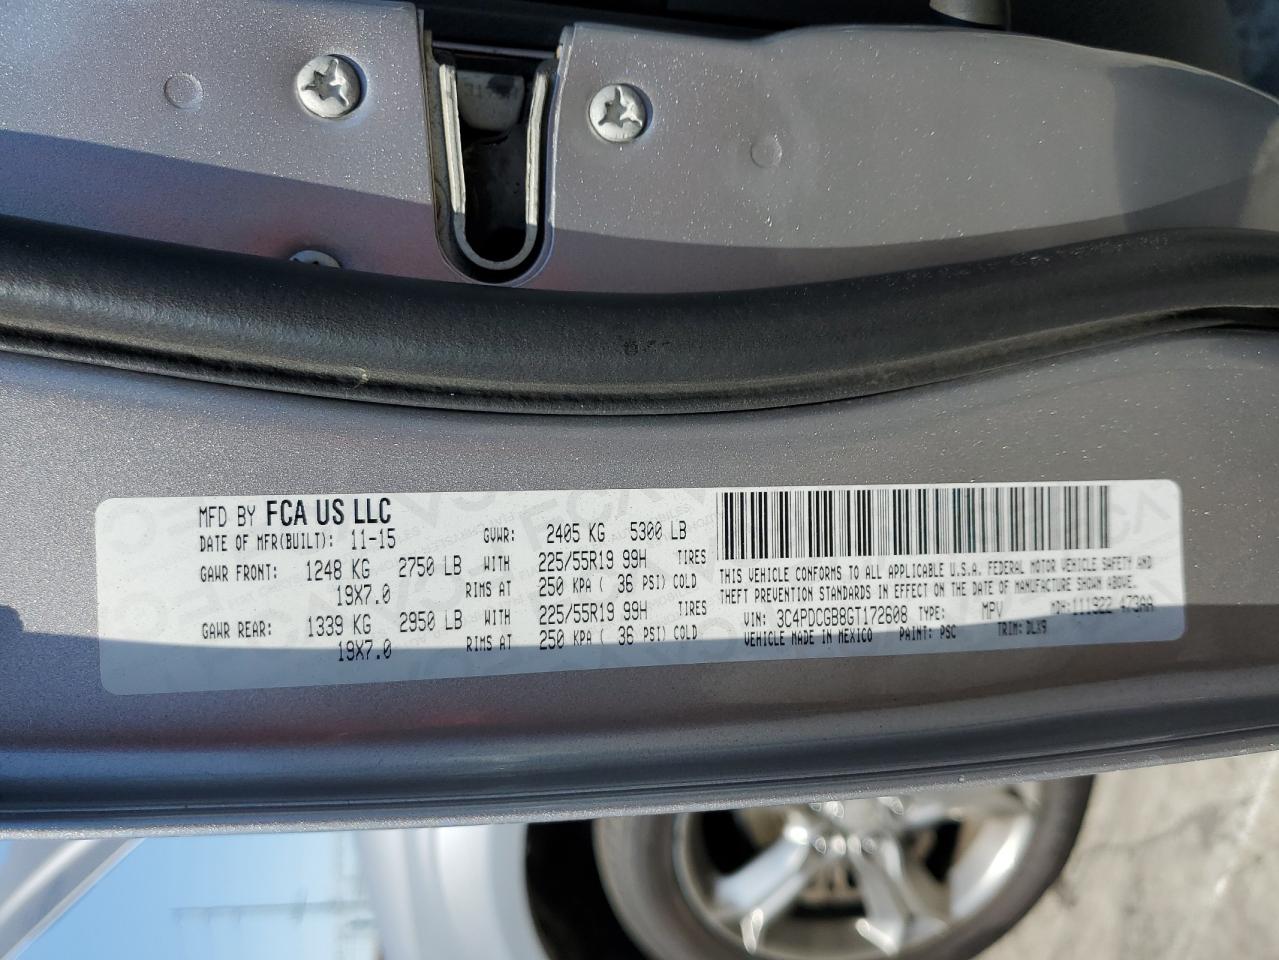 MFD BY FCA US LLC
DATE OF MFR(BUILT): 11-15 GVWR: 2405 KG 5300 LB
GAWR FRONT: 1248 KG 2750 LB WITH 225/55R19 99H TIRES
19X7.0 RIMS AT 250 KPA ( 36 PSI) COLD
GAWR REAR: 1339 KG 2950 LB WITH 225/55R19 99H TIRES
19X7.0 RIMS AT 250 KPA ( 36 PSI) COLD
THIS VEHICLE CONFORMS TO ALL APPLICABLE U.S.A. FEDERAL MOTOR VEHICLE SAFETY AND
THEFT PREVENTION STANDARDS IN EFFECT ON THE DATE OF MANUFACTURE SHOWN ABOVE.
VIN: 3C4PDCGB8GT172608 TYPE: MPV MDH:111922 473AA
VEHICLE MADE IN MEXICO PAINT: PSC TRIM: DLX9